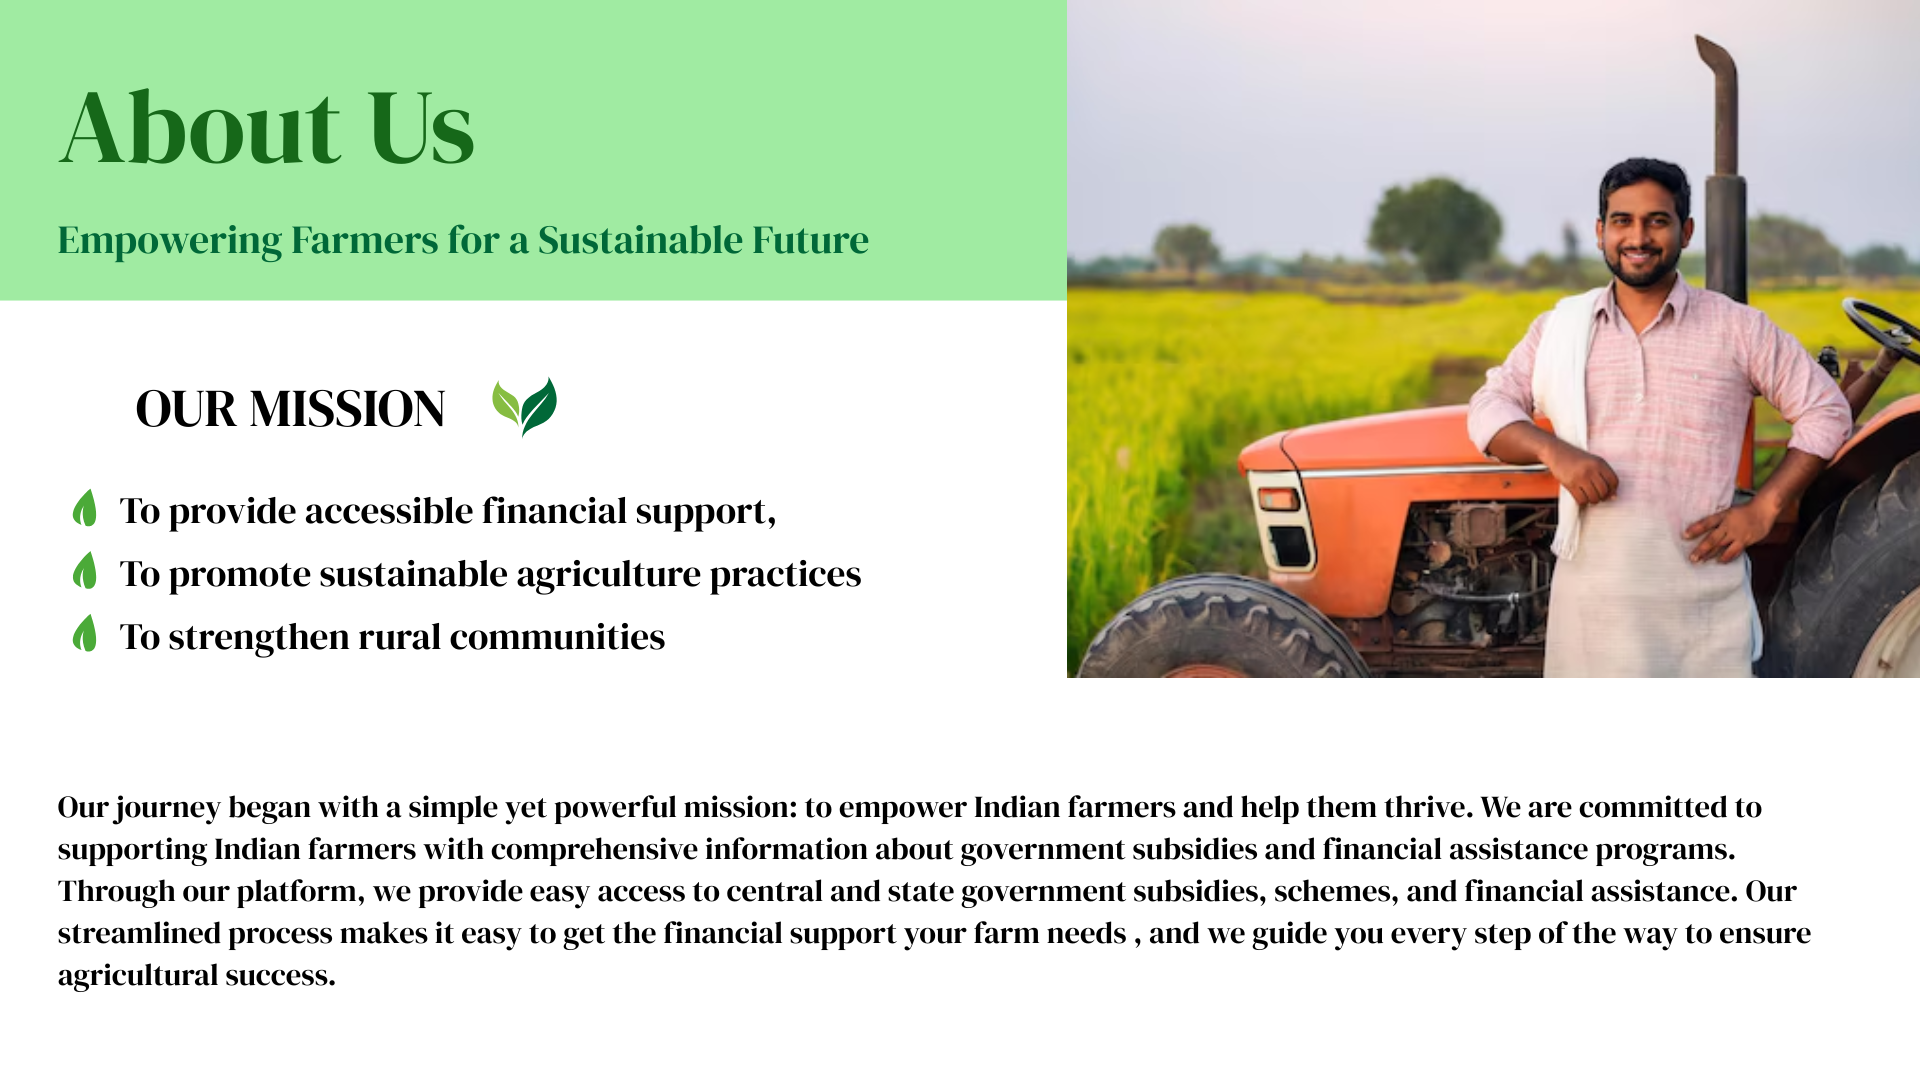 About Us
Empowering Farmers for a Sustainable Future
OUR MISSION
To provide accessible financial support,
To promote sustainable agriculture practices
To strengthen rural communities
Our journey began with a simple yet powerful mission: to empower Indian farmers and help them thrive. We are committed to
supporting Indian farmers with comprehensive information about government subsidies and financial assistance programs.
Through our platform, we provide easy access to central and state government subsidies, schemes, and financial assistance. Our
streamlined process makes it easy to get the financial support your farm needs , and we guide you every step of the way to ensure
agricultural success.